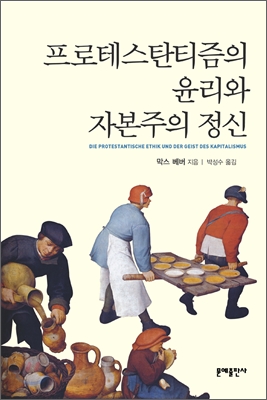 프로테스탄티즘의
윤리와
자본주의 정신
DIE PROTESTANTISCHE ETHIK UND DER GEIST DES KAPITALISMUS
막스 베버 지음 | 박성수 옮김
문예출판사